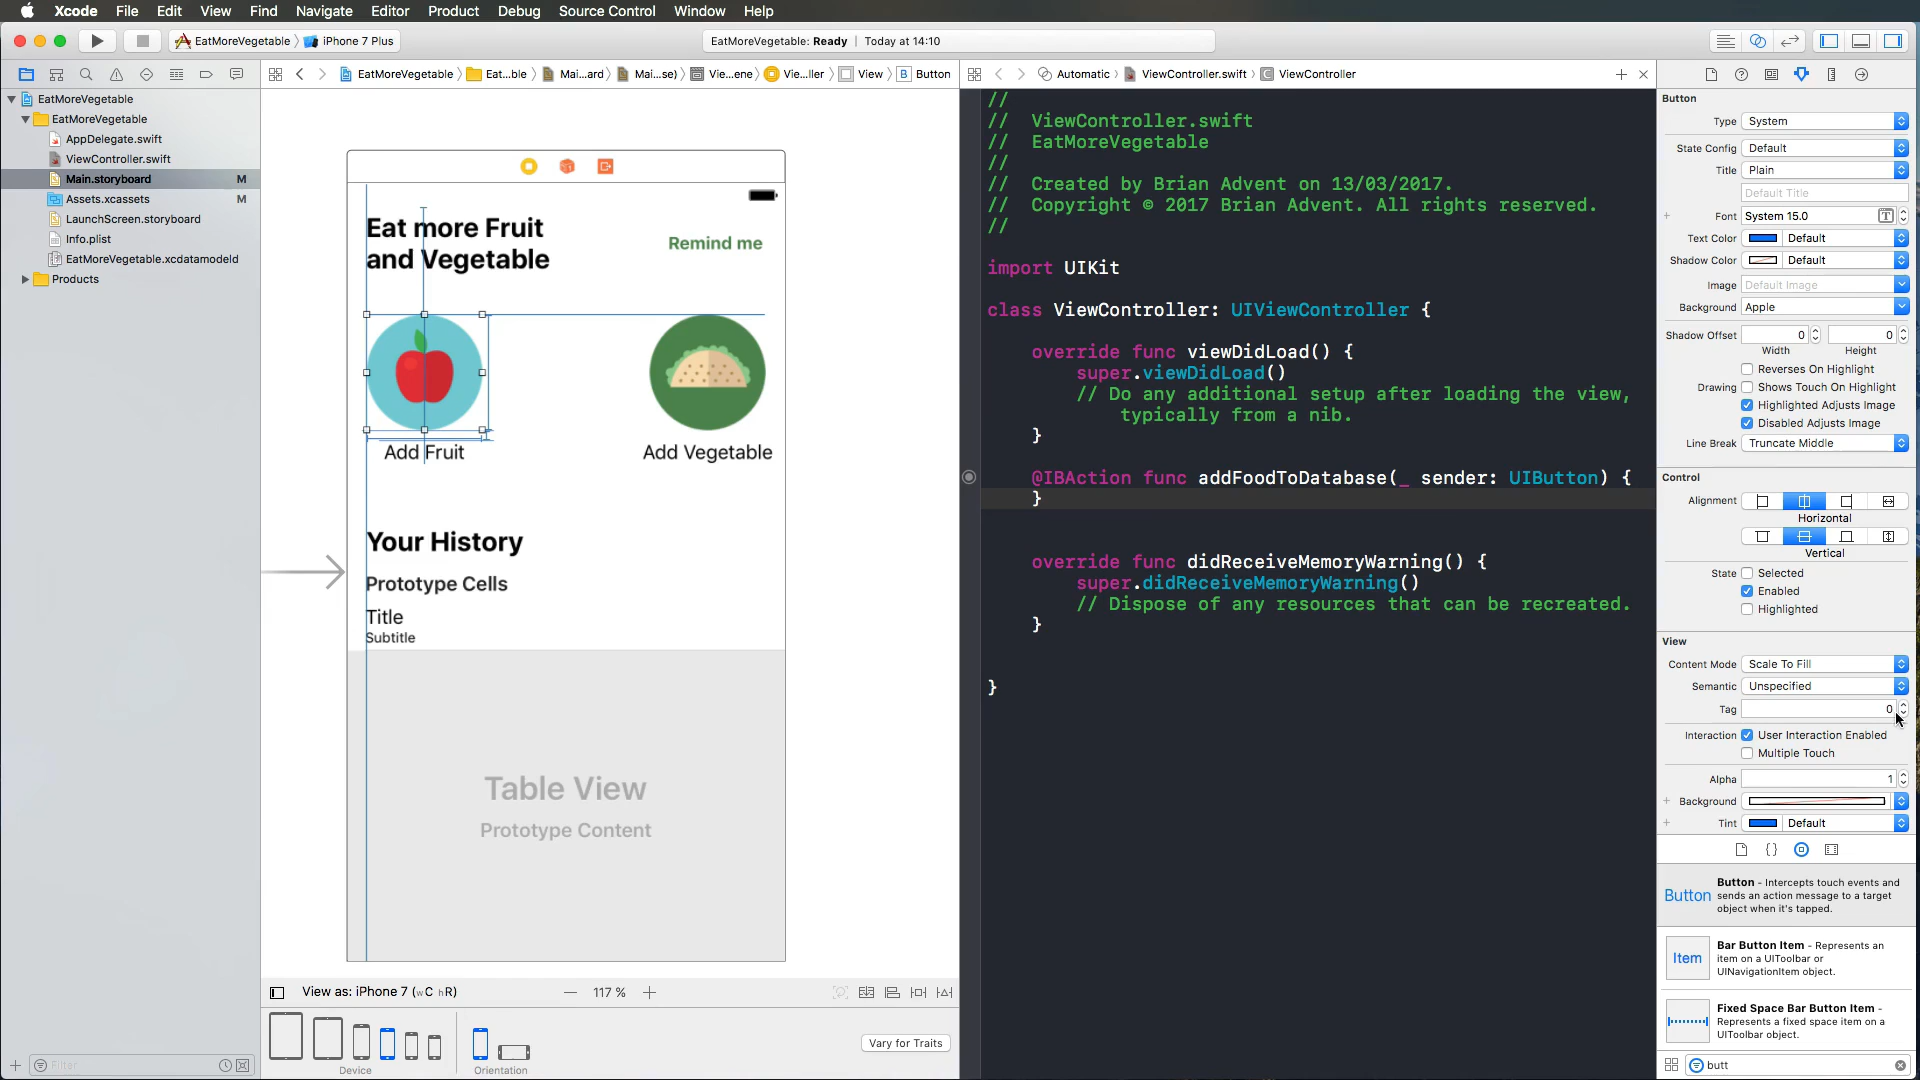 Xcode File Edit View Find Navigate Editor Product Debug Source Control Window Help
EatMoreVegetable iPhone 7 Plus
EatMoreVegetable: Ready | Today at 14:10
EatMoreVegetable Eat...ble Mai...ard Mai...se) Vie...ene Vie...ller View B Button
Automatic ViewController.swift C ViewController
EatMoreVegetable
EatMoreVegetable
AppDelegate.swift
ViewController.swift
Main.storyboard M
Assets.xcassets M
LaunchScreen.storyboard
Info.plist
EatMoreVegetable.xcdatamodeld
Products
Filter
Eat more Fruit
and Vegetable
Remind me
Add Fruit
Add Vegetable
Your History
Prototype Cells
Title
Subtitle
Table View
Prototype Content
View as: iPhone 7 (wC hR)
117 %
Device
Orientation
Vary for Traits
//
// ViewController.swift
// EatMoreVegetable
//
// Created by Brian Advent on 13/03/2017.
// Copyright © 2017 Brian Advent. All rights reserved.
//
import UIKit
class ViewController: UIViewController {
override func viewDidLoad() {
super.viewDidLoad()
// Do any additional setup after loading the view,
typically from a nib.
}
@IBAction func addFoodToDatabase(_ sender: UIButton) {
}
override func didReceiveMemoryWarning() {
super.didReceiveMemoryWarning()
// Dispose of any resources that can be recreated.
}
}
Button
Type System
State Config Default
Title Plain
Default Title
Font System 15.0
Text Color Default
Shadow Color Default
Image Default Image
Background Apple
Shadow Offset 0 0
Width Height
Reverses On Highlight
Drawing Shows Touch On Highlight
Highlighted Adjusts Image
Disabled Adjusts Image
Line Break Truncate Middle
Control
Alignment
Horizontal
Vertical
State Selected
Enabled
Highlighted
View
Content Mode Scale To Fill
Semantic Unspecified
Tag 0
Interaction User Interaction Enabled
Multiple Touch
Alpha 1
Background
Tint Default
Button
Button - Intercepts touch events and
sends an action message to a target
object when it's tapped.
Item
Bar Button Item - Represents an
item on a UIToolbar or
UINavigationItem object.
Fixed Space Bar Button Item -
Represents a fixed space item on a
UIToolbar object.
butt